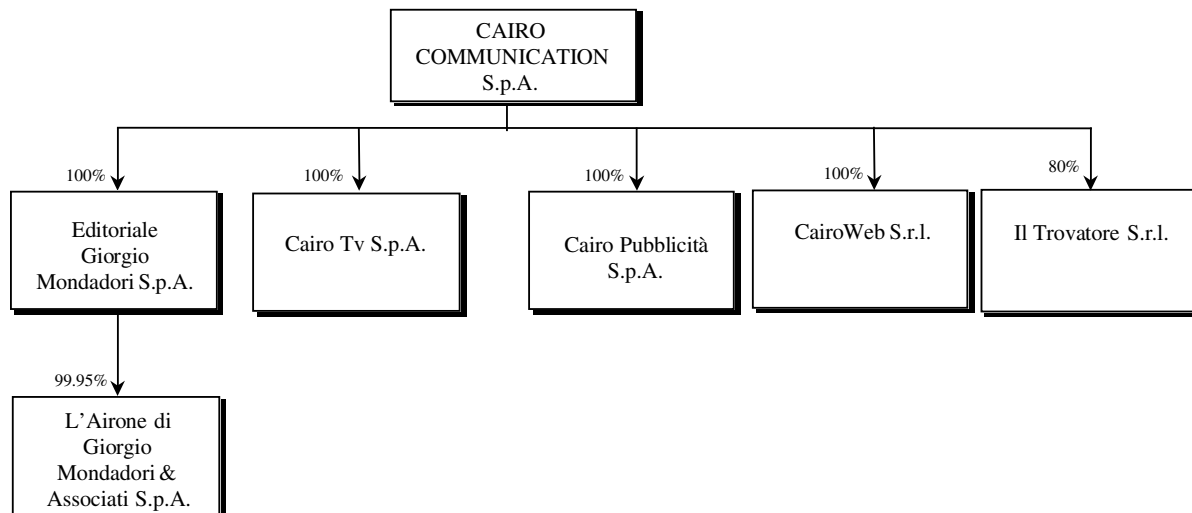 CAIRO
COMMUNICATION
S.p.A.
100%
100%
100%
100%
80%
Editoriale
Giorgio
Mondadori S.p.A.
Cairo Tv S.p.A.
Cairo Pubblicità
S.p.A.
CairoWeb S.r.l.
Il Trovatore S.r.l.
99.95%
L'Airone di
Giorgio
Mondadori &
Associati S.p.A.